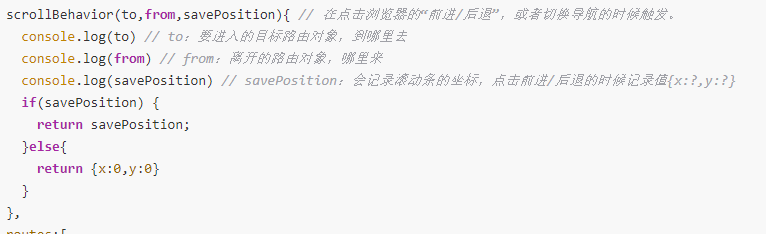 scrollBehavior(to,from,savePosition){ // 在点击浏览器的“前进/后退”，或者切换导航的时候触发。
console.log(to) // to：要进入的目标路由对象，到哪里去
console.log(from) // from：离开的路由对象，哪里来
console.log(savePosition) // savePosition：会记录滚动条的坐标，点击前进/后退的时候记录值{x:?,y:?}
if(savePosition) {
return savePosition;
}else{
return {x:0,y:0}
}
},
routes:[